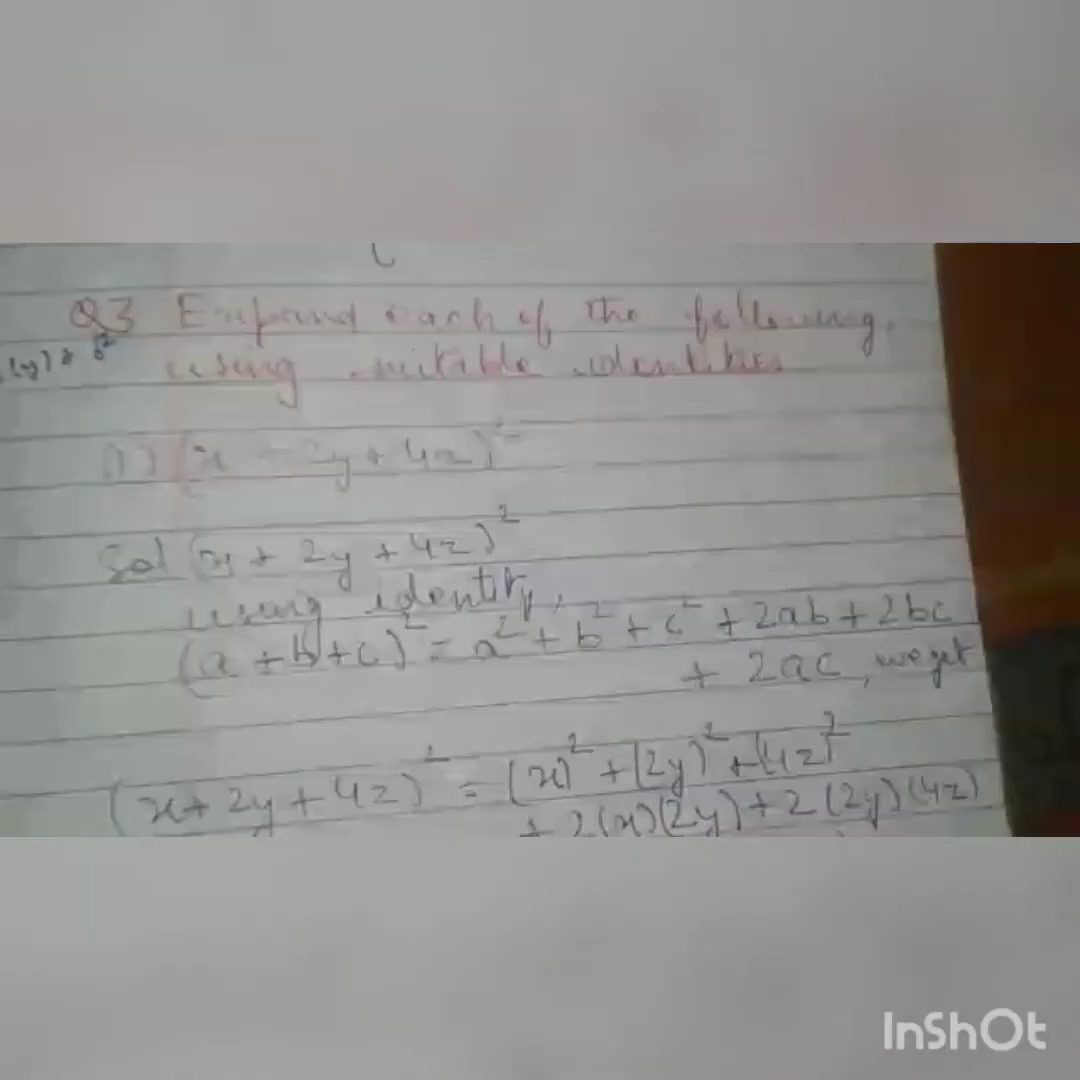 Q3 Expand each of the following,
using suitable identities
(1) (x + 2y + 4z)²
Sol (x + 2y + 4z)²
using identity,
(a + b + c)² = a² + b² + c² + 2ab + 2bc
+ 2ac, we get
(x + 2y + 4z)² = (x)² + (2y)² + (4z)²
+ 2(x)(2y) + 2(2y)(4z)
InShOt